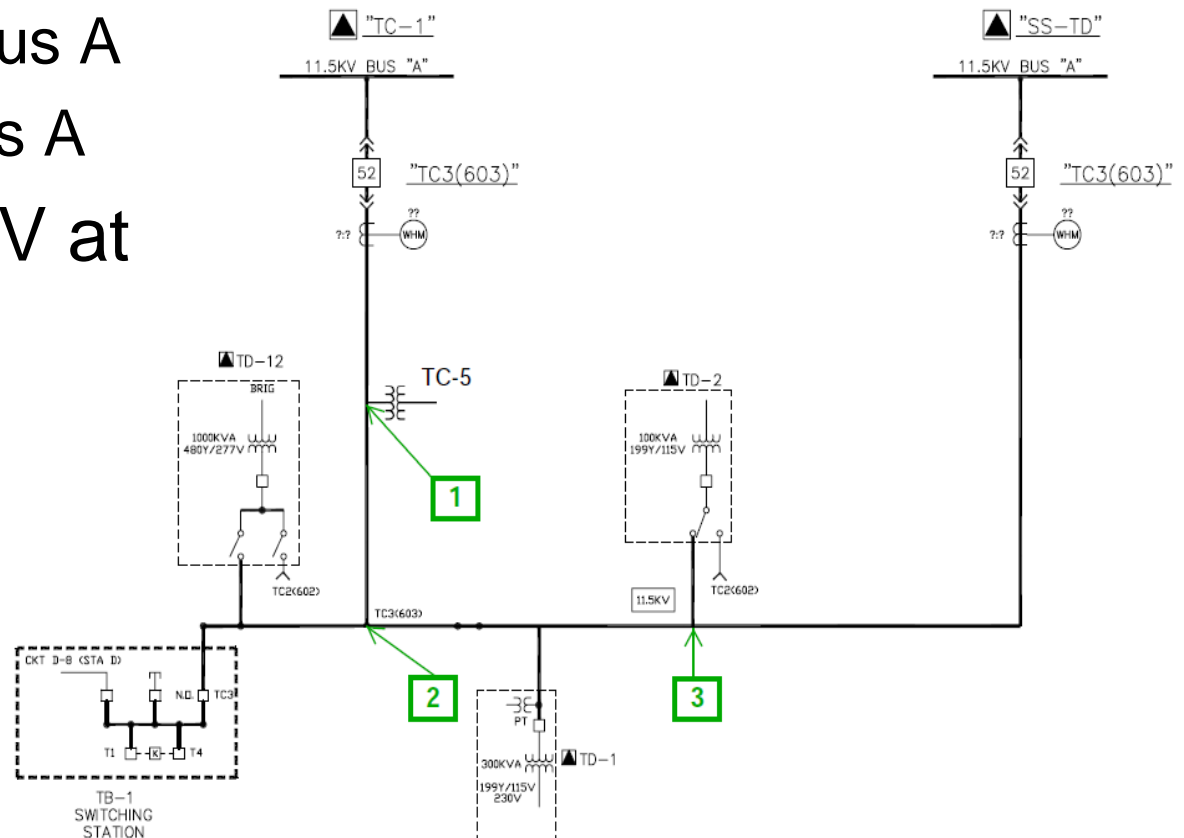 us A
s A
V at
"TC-1"
11.5KV BUS "A"
52
"TC3(603)"
??
?:?
WHM
"SS-TD"
11.5KV BUS "A"
52
"TC3(603)"
??
?:?
WHM
TD-12
BRIG
1000KVA
480Y/277V
TC2(602)
TC-5
1
TD-2
100KVA
199Y/115V
TC2(602)
11.5KV
TC3(603)
2
3
CKT D-8 (STA D)
N.O.
TC3
T1
K
T4
TB-1
SWITCHING
STATION
PT
300KVA
199Y/115V
230V
TD-1